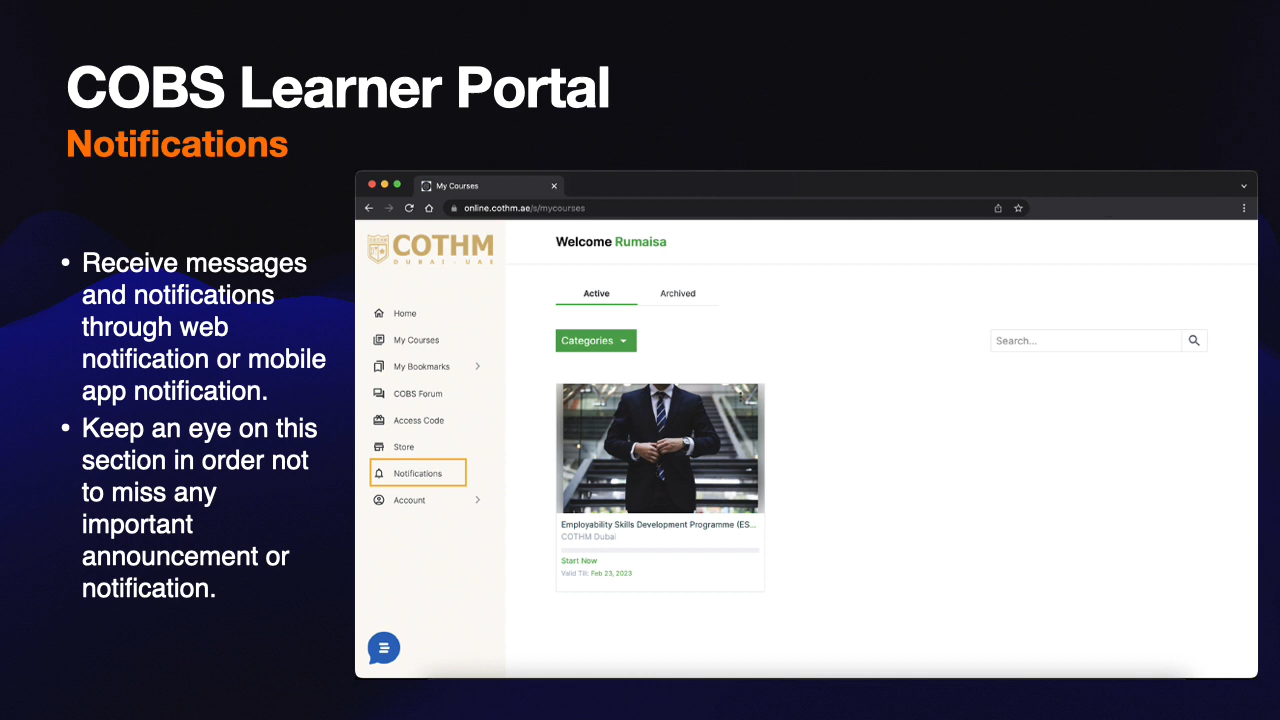 COBS Learner Portal
Notifications
• Receive messages
and notifications
through web
notification or mobile
app notification.
• Keep an eye on this
section in order not
to miss any
important
announcement or
notification.
My Courses
online.cothm.ae/s/mycourses
COTHM
DUBAI - UAE
Home
My Courses
My Bookmarks
COBS Forum
Access Code
Store
Notifications
Account
Welcome Rumaisa
Active Archived
Categories
Search...
Employability Skills Development Programme (ES...
COTHM Dubai
Start Now
Valid Till: Feb 23, 2023